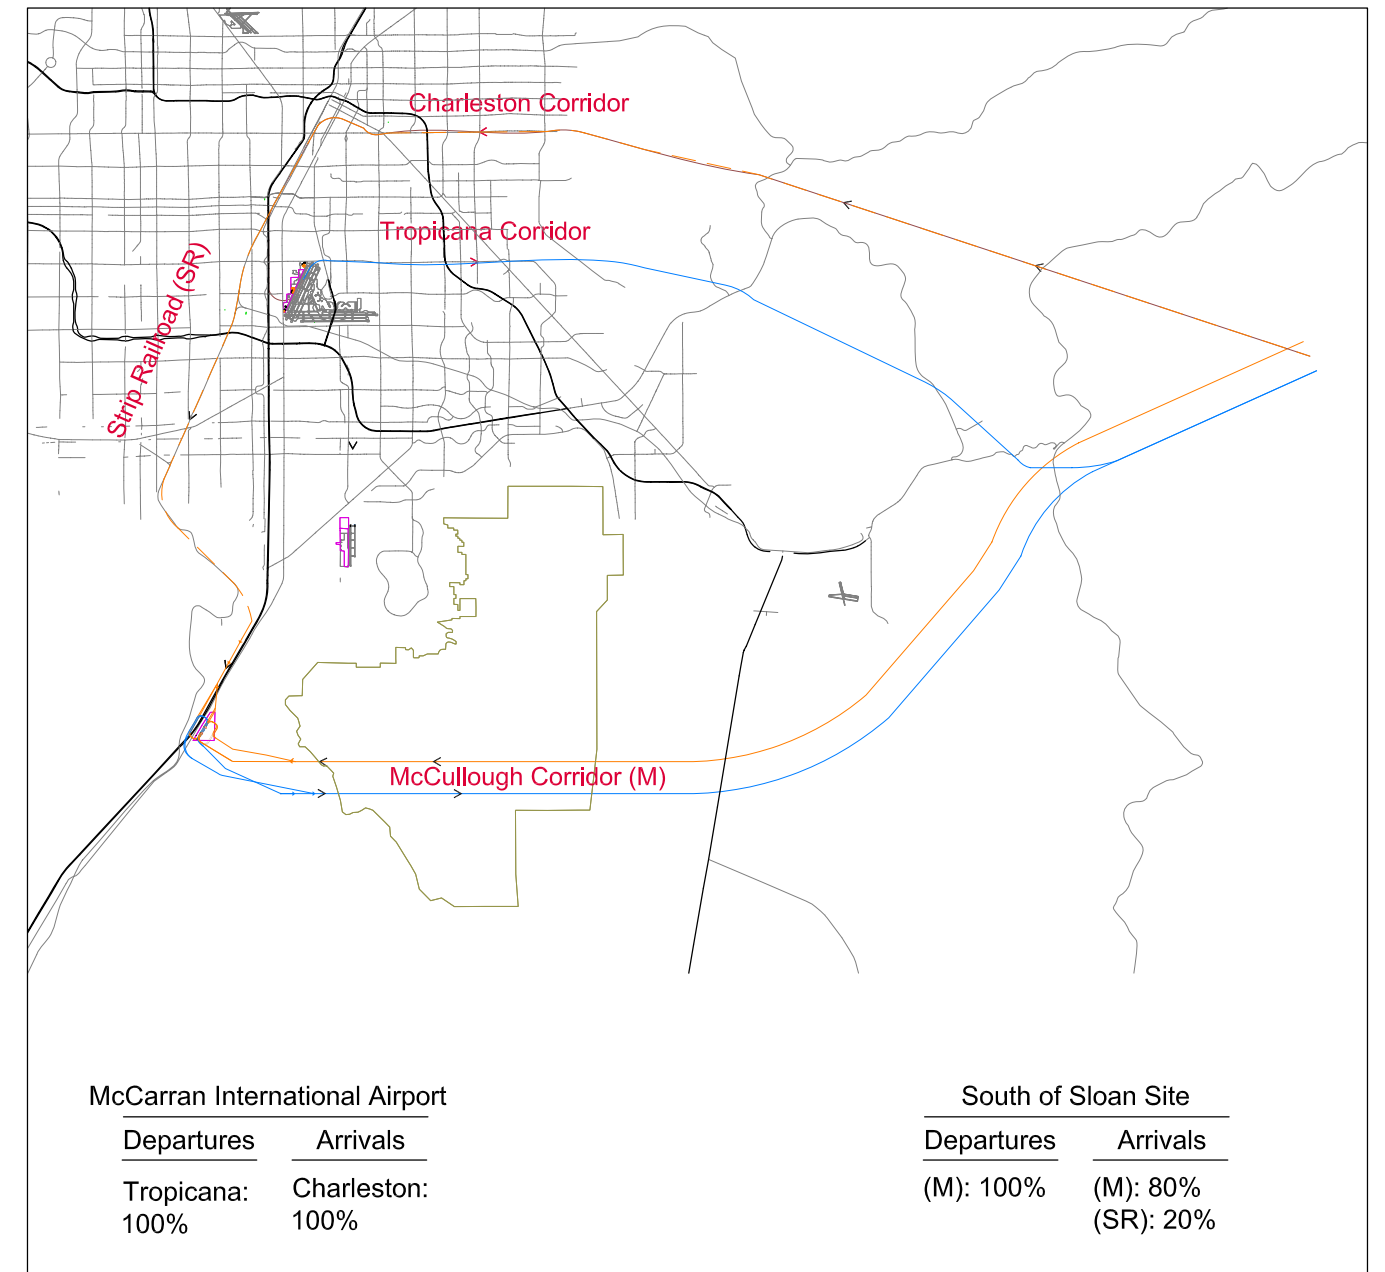 Charleston Corridor
Tropicana Corridor
Strip Railroad (SR)
McCullough Corridor (M)
McCarran International Airport
Departures
Arrivals
Tropicana:
100%
Charleston:
100%
South of Sloan Site
Departures
Arrivals
(M): 100%
(M): 80%
(SR): 20%